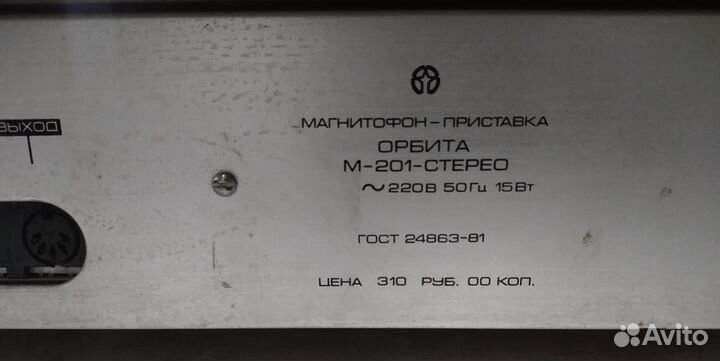 ВЫХОД
МАГНИТОФОН-ПРИСТАВКА
ОРБИТА
М-201-СТЕРЕО
~220В 50Гц 15Вт
ГОСТ 24863-81
ЦЕНА 310 РУБ. 00 КОП.
Avito